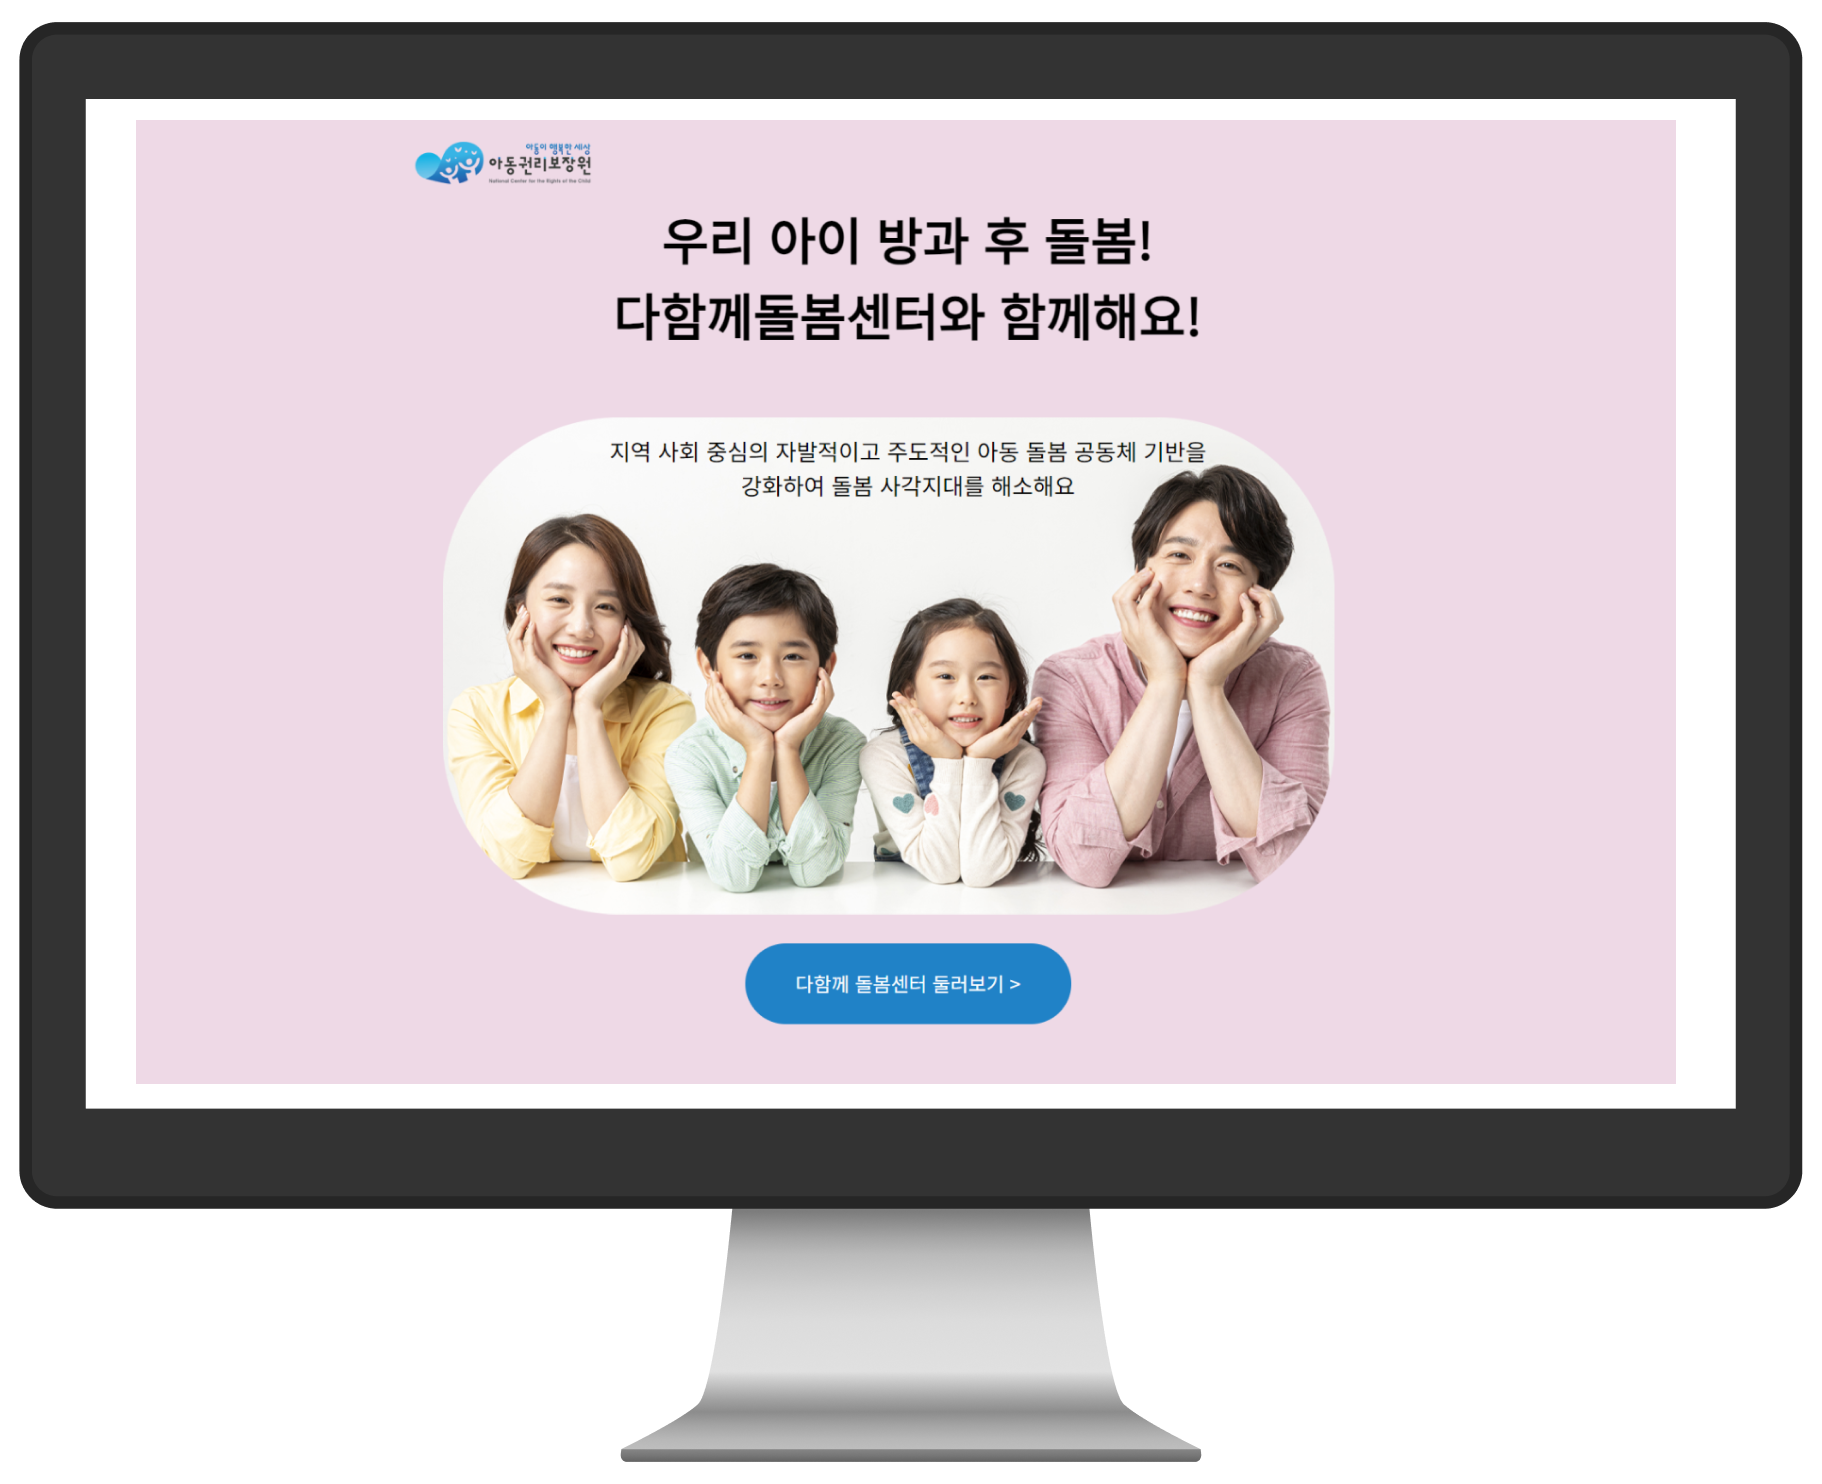 아동이 행복한 세상
아동권리보장원
National Center for the Rights of the Child
우리 아이 방과 후 돌봄!
다함께돌봄센터와 함께해요!
지역 사회 중심의 자발적이고 주도적인 아동 돌봄 공동체 기반을
강화하여 돌봄 사각지대를 해소해요
다함께 돌봄센터 둘러보기 >